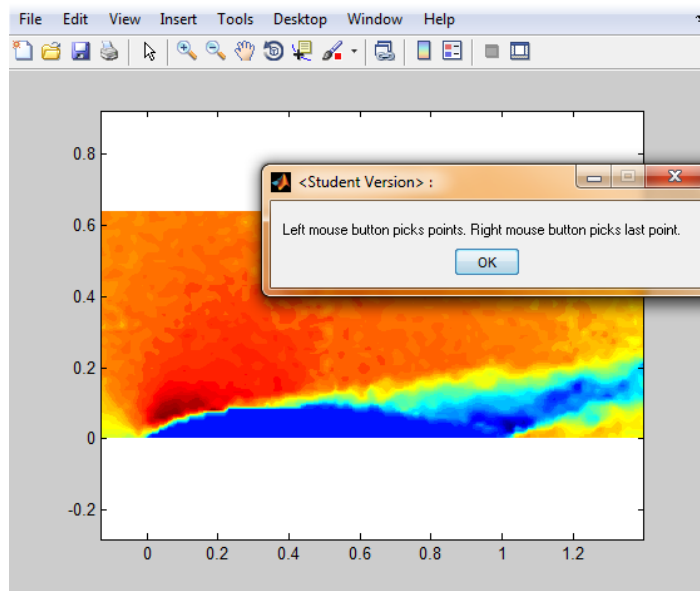 File Edit View Insert Tools Desktop Window Help
0.8
<Student Version> :
Left mouse button picks points. Right mouse button picks last point.
OK
0.6
0.4
0.2
0
-0.2
0 0.2 0.4 0.6 0.8 1 1.2